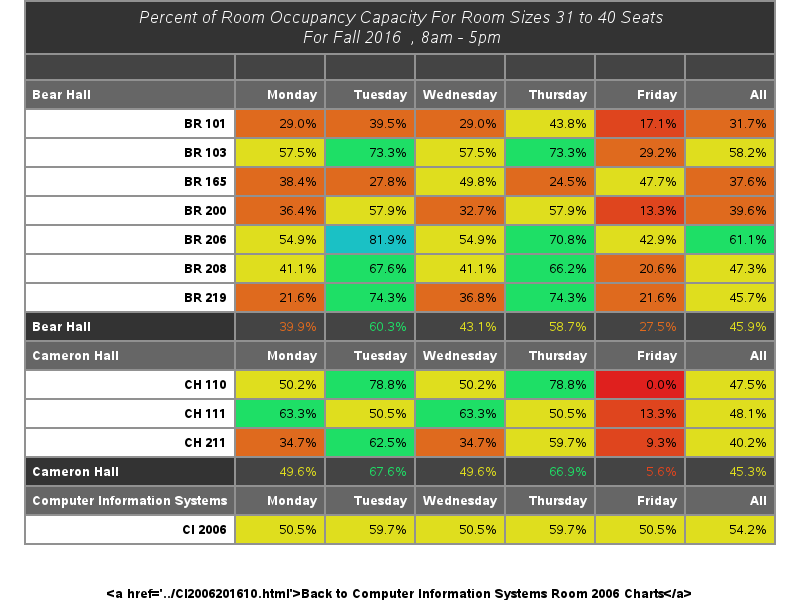 Percent of Room Occupancy Capacity For Room Sizes 31 to 40 Seats
For Fall 2016 , 8am - 5pm
Bear Hall Monday Tuesday Wednesday Thursday Friday All
BR 101 29.0% 39.5% 29.0% 43.8% 17.1% 31.7%
BR 103 57.5% 73.3% 57.5% 73.3% 29.2% 58.2%
BR 165 38.4% 27.8% 49.8% 24.5% 47.7% 37.6%
BR 200 36.4% 57.9% 32.7% 57.9% 13.3% 39.6%
BR 206 54.9% 81.9% 54.9% 70.8% 42.9% 61.1%
BR 208 41.1% 67.6% 41.1% 66.2% 20.6% 47.3%
BR 219 21.6% 74.3% 36.8% 74.3% 21.6% 45.7%
Bear Hall 39.9% 60.3% 43.1% 58.7% 27.5% 45.9%
Cameron Hall Monday Tuesday Wednesday Thursday Friday All
CH 110 50.2% 78.8% 50.2% 78.8% 0.0% 47.5%
CH 111 63.3% 50.5% 63.3% 50.5% 13.3% 48.1%
CH 211 34.7% 62.5% 34.7% 59.7% 9.3% 40.2%
Cameron Hall 49.6% 67.6% 49.6% 66.9% 5.6% 45.3%
Computer Information Systems Monday Tuesday Wednesday Thursday Friday All
CI 2006 50.5% 59.7% 50.5% 59.7% 50.5% 54.2%
<a href='../CI2006201610.html'>Back to Computer Information Systems Room 2006 Charts</a>